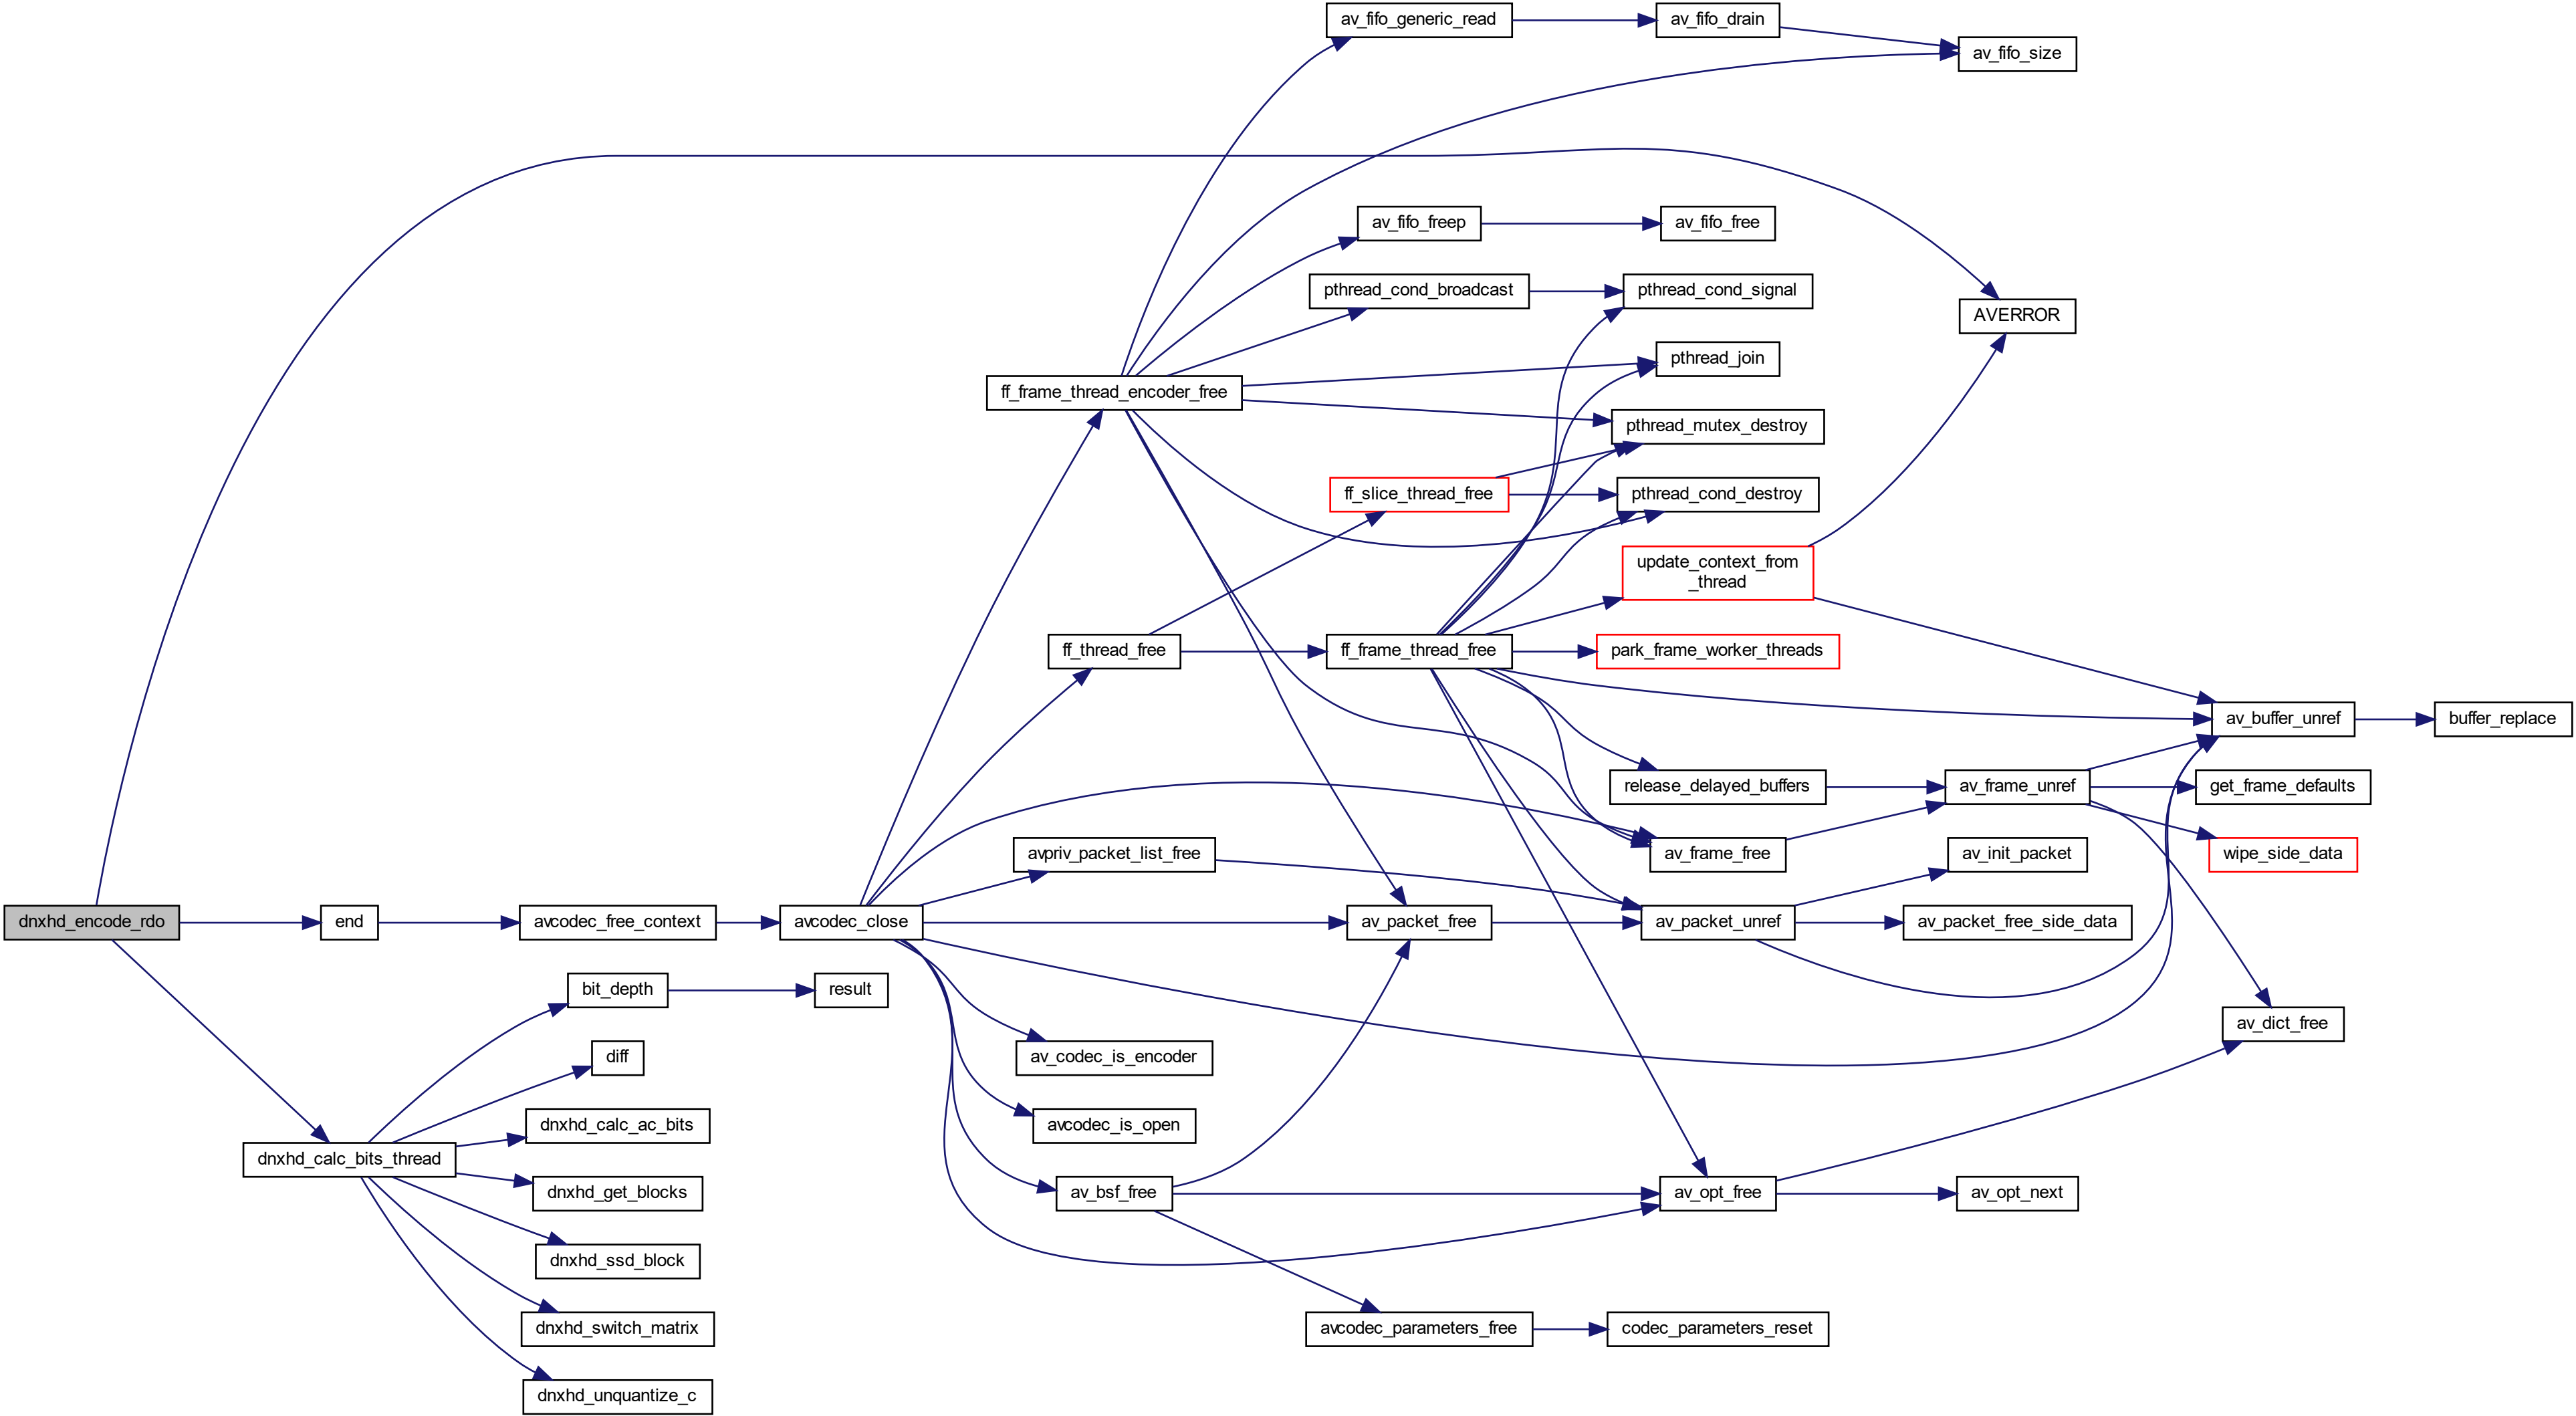 av_fifo_generic_read
av_fifo_drain
av_fifo_size
av_fifo_freep
av_fifo_free
pthread_cond_broadcast
pthread_cond_signal
AVERROR
pthread_join
ff_frame_thread_encoder_free
pthread_mutex_destroy
ff_slice_thread_free
pthread_cond_destroy
update_context_from
_thread
ff_thread_free
ff_frame_thread_free
park_frame_worker_threads
av_buffer_unref
buffer_replace
release_delayed_buffers
av_frame_unref
get_frame_defaults
avpriv_packet_list_free
av_frame_free
av_init_packet
wipe_side_data
dnxhd_encode_rdo
end
avcodec_free_context
avcodec_close
av_packet_free
av_packet_unref
av_packet_free_side_data
bit_depth
result
av_dict_free
diff
av_codec_is_encoder
dnxhd_calc_ac_bits
avcodec_is_open
dnxhd_calc_bits_thread
dnxhd_get_blocks
av_bsf_free
av_opt_free
av_opt_next
dnxhd_ssd_block
dnxhd_switch_matrix
avcodec_parameters_free
codec_parameters_reset
dnxhd_unquantize_c